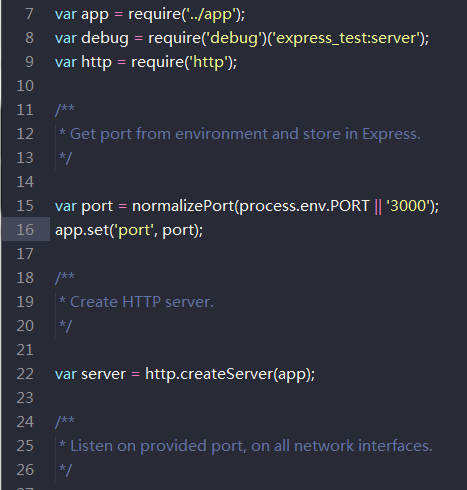 7 var app = require('../app');
8 var debug = require('debug')('express_test:server');
9 var http = require('http');
10
11 /**
12 * Get port from environment and store in Express.
13 */
14
15 var port = normalizePort(process.env.PORT || '3000');
16 app.set('port', port);
17
18 /**
19 * Create HTTP server.
20 */
21
22 var server = http.createServer(app);
23
24 /**
25 * Listen on provided port, on all network interfaces.
26 */
27